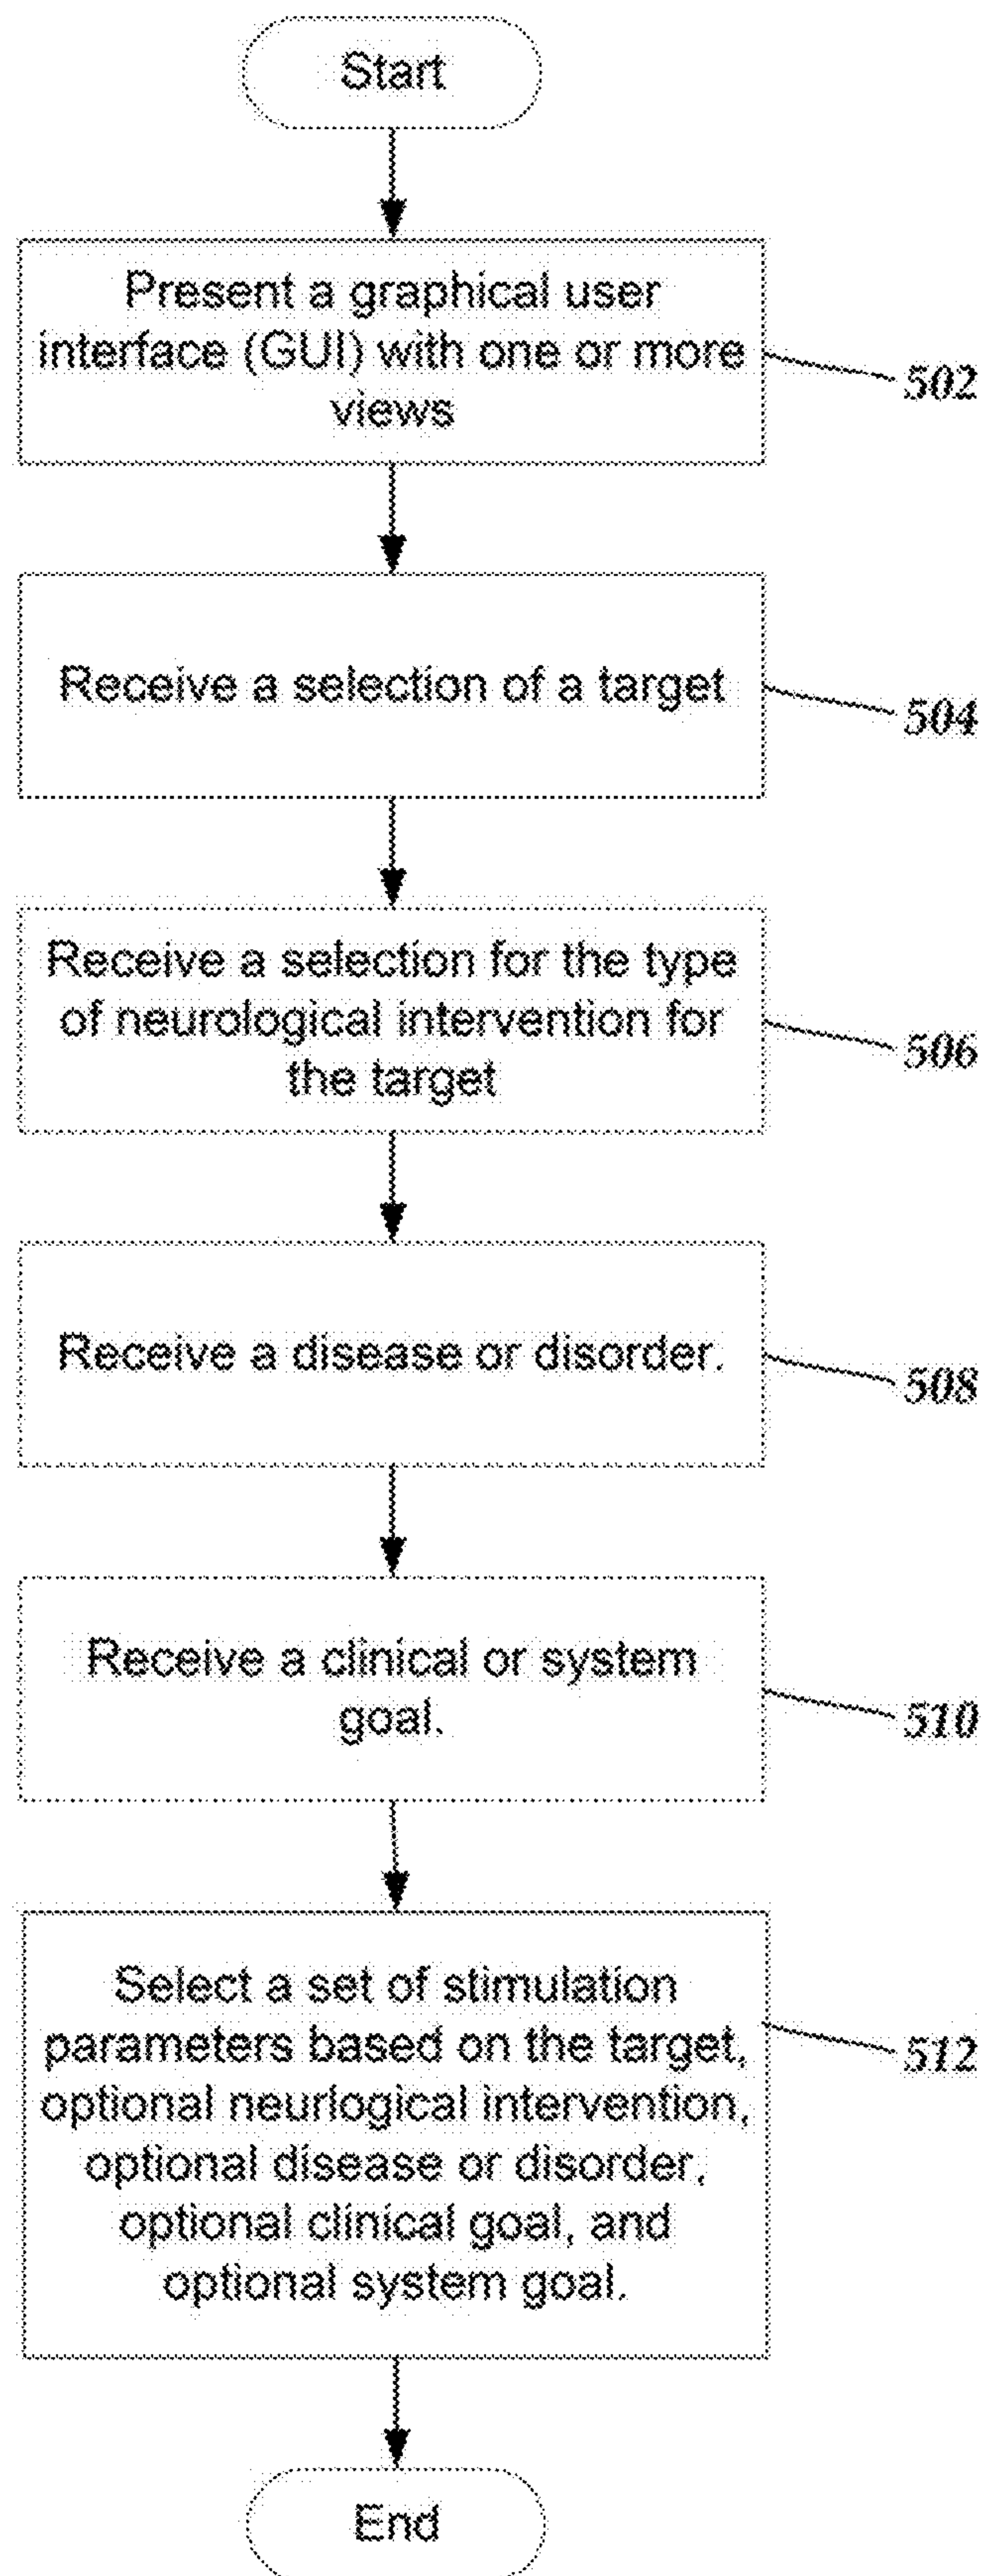 Start
Present a graphical user
interface (GUI) with one or more
views
502
Receive a selection of a target
504
Receive a selection for the type
of neurological intervention for
the target
506
Receive a disease or disorder.
508
Receive a clinical or system
goal.
510
Select a set of stimulation
parameters based on the target,
optional neurlogical intervention,
optional disease or disorder,
optional clinical goal, and
optional system goal.
512
End